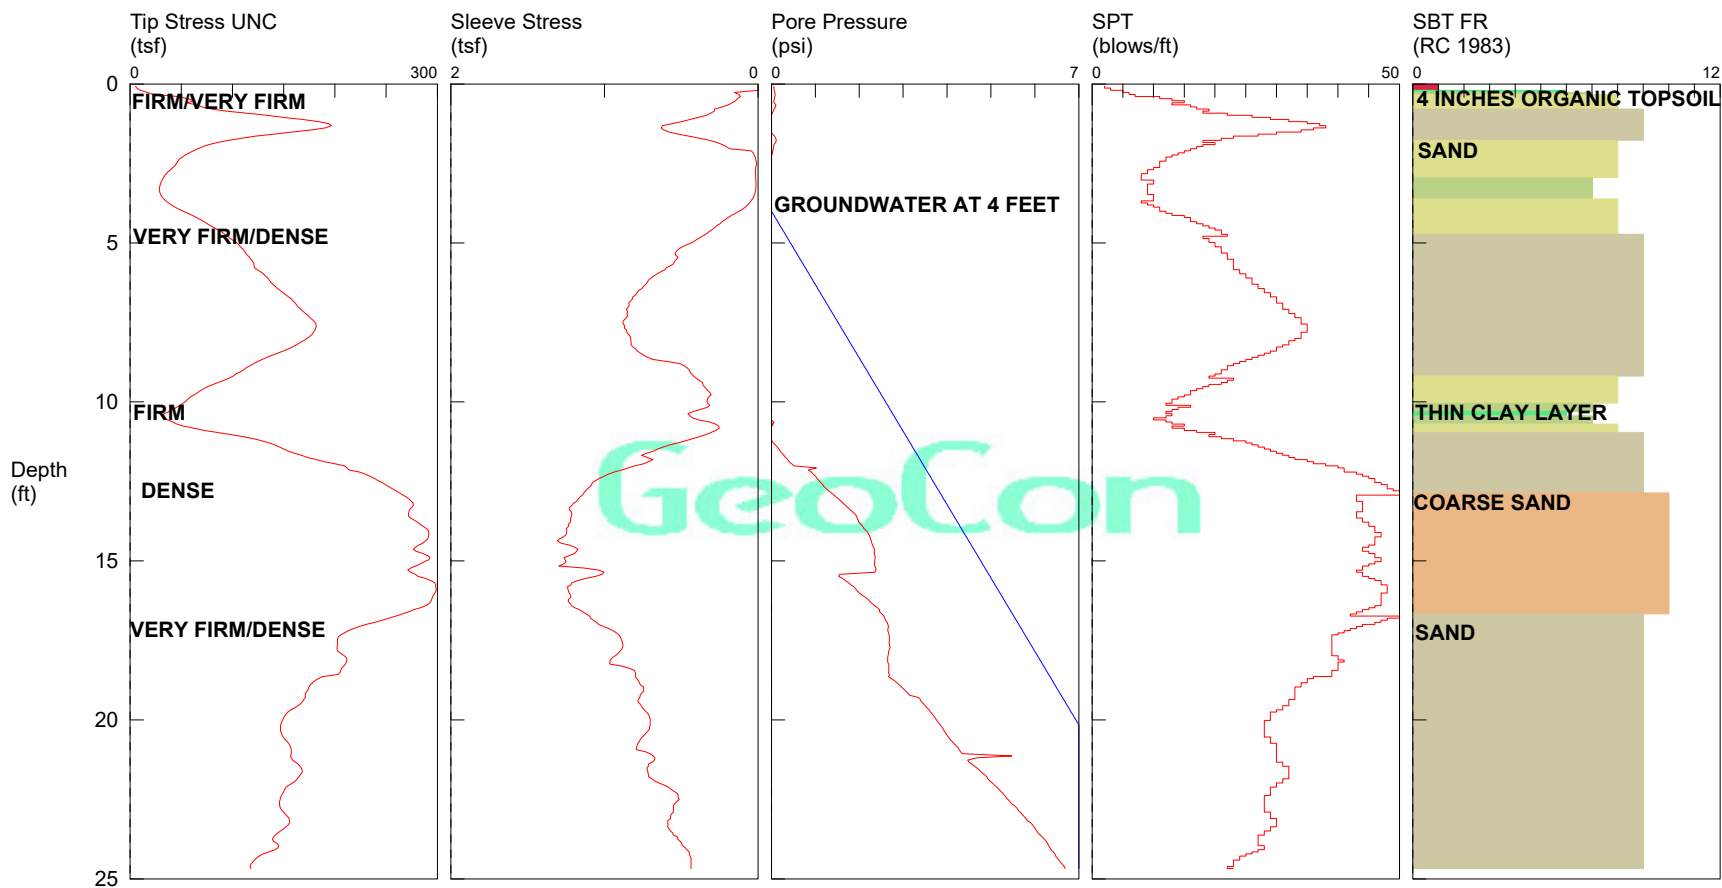 Tip Stress UNC
(tsf)
Sleeve Stress
(tsf)
Pore Pressure
(psi)
SPT
(blows/ft)
SBT FR
(RC 1983)
0 300
2 0
0 7
0 50
0 12
0
FIRM/VERY FIRM
4 INCHES ORGANIC TOPSOIL
SAND
GROUNDWATER AT 4 FEET
VERY FIRM/DENSE
5
10
FIRM
THIN CLAY LAYER
Depth
(ft)
DENSE
COARSE SAND
GeoCon
15
VERY FIRM/DENSE
SAND
20
25